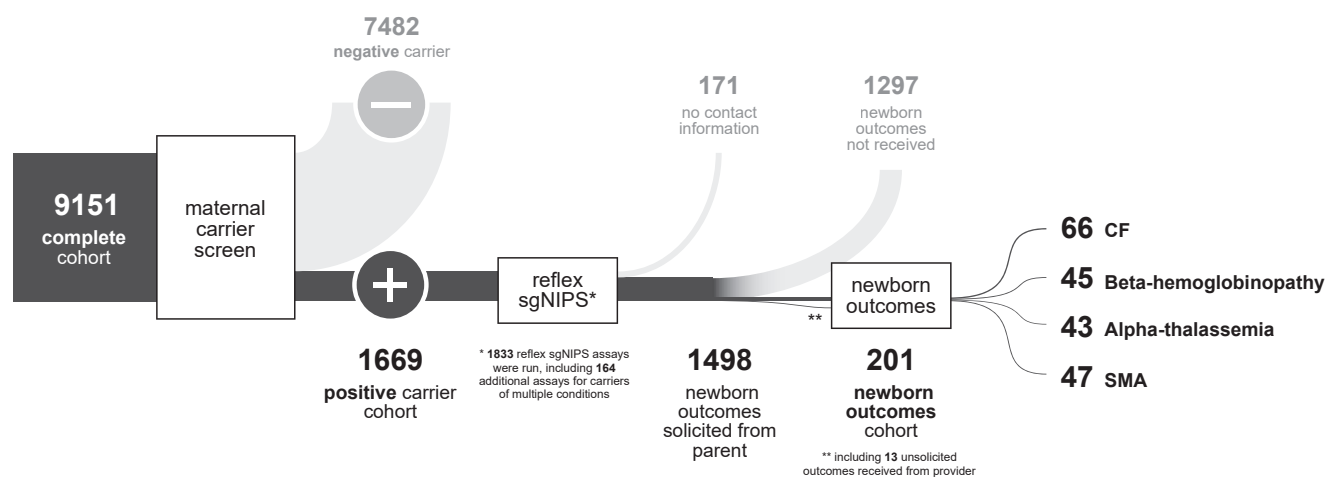 9151
complete
cohort
maternal
carrier
screen
7482
negative carrier
1669
positive carrier
cohort
reflex
sgNIPS*
* 1833 reflex sgNIPS assays
were run, including 164
additional assays for carriers
of multiple conditions
171
no contact
information
1498
newborn
outcomes
solicited from
parent
1297
newborn
outcomes
not received
**
newborn
outcomes
201
newborn
outcomes
cohort
** including 13 unsolicited
outcomes received from provider
66 CF
45 Beta-hemoglobinopathy
43 Alpha-thalassemia
47 SMA